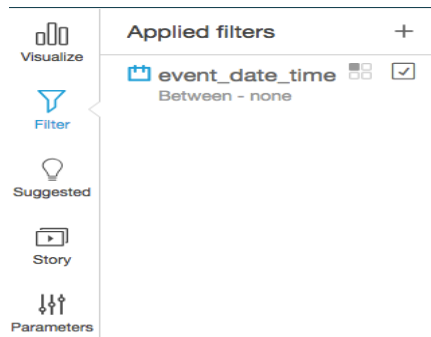 Visualize
Filter
Suggested
Story
Parameters
Applied filters
event_date_time
Between - none